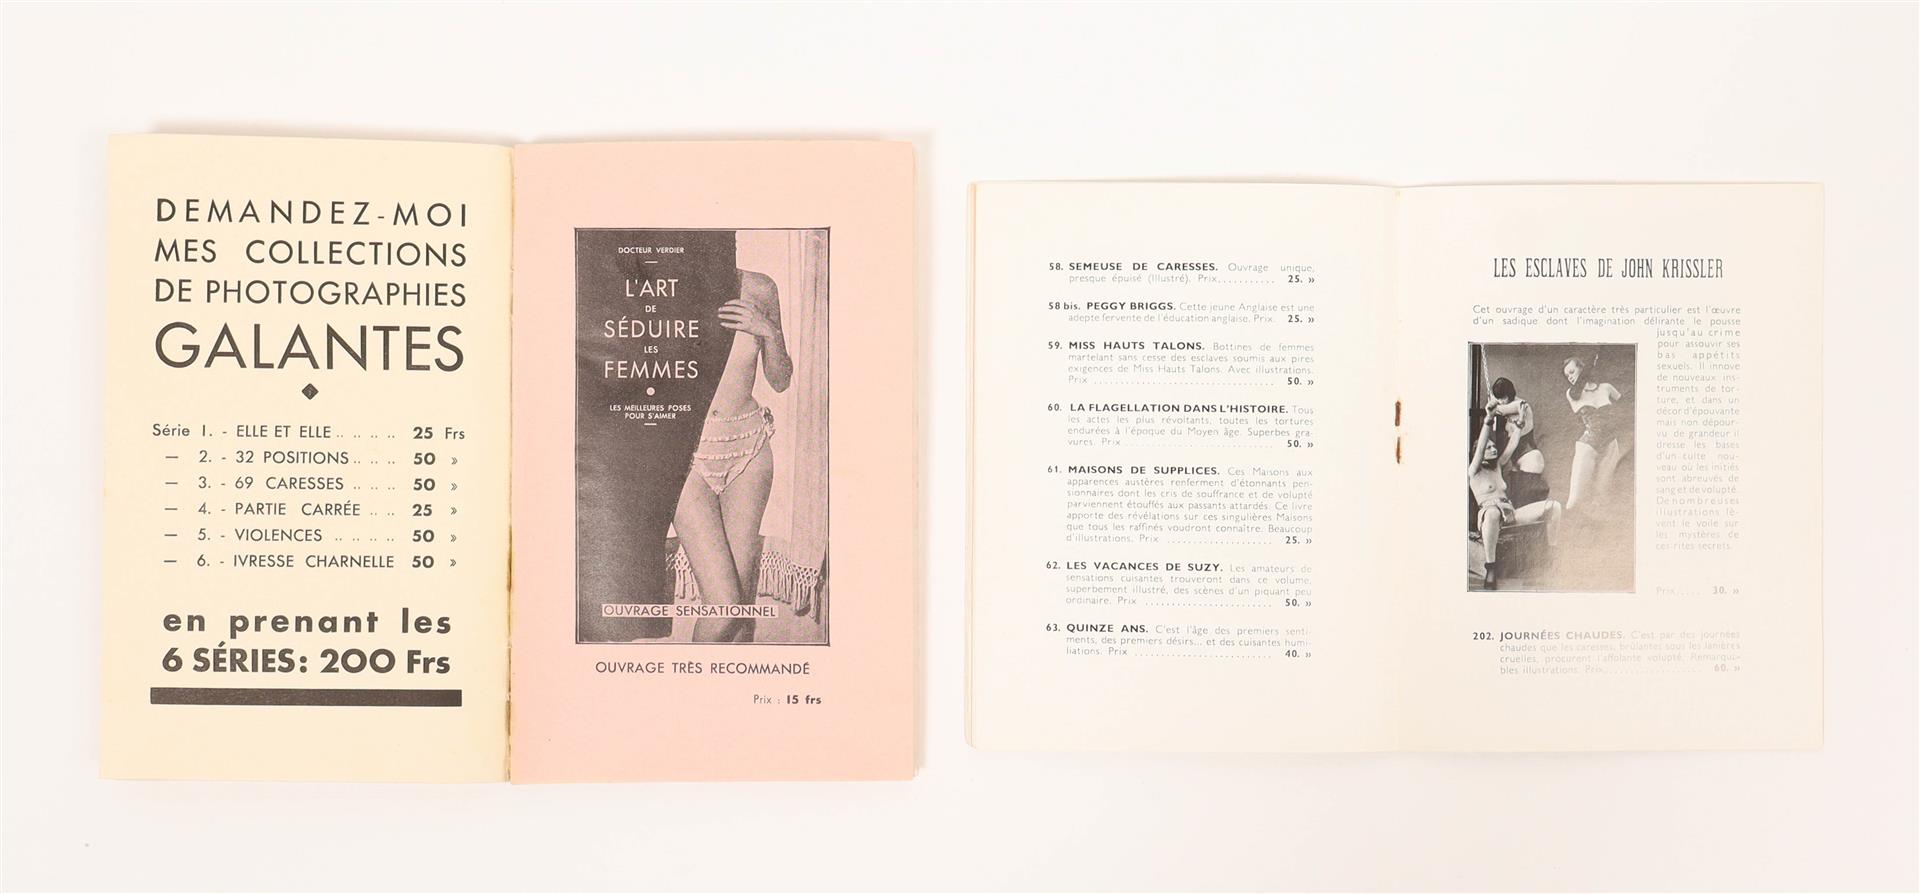 DEMANDEZ-MOI
MES COLLECTIONS
DE PHOTOGRAPHIES
GALANTES
Série 1. - ELLE ET ELLE .. .. .. .. 25 Frs
— 2. - 32 POSITIONS .. .. .. 50 »
— 3. - 69 CARESSES .. .. .. 50 »
— 4. - PARTIE CARRÉE .. .. 25 »
— 5. - VIOLENCES .. .. .. .. 50 »
— 6. - IVRESSE CHARNELLE 50 »
en prenant les
6 SÉRIES : 200 Frs
DOCTEUR VERDIER
L'ART
DE
SÉDUIRE
LES
FEMMES
LES MEILLEURES POSES
POUR S'AIMER
OUVRAGE SENSATIONNEL
OUVRAGE TRÈS RECOMMANDÉ
Prix : 15 frs
58. SEMEUSE DE CARESSES. Ouvrage unique,
presque épuisé (Illustré). Prix........... 25. »
58 bis. PEGGY BRIGGS. Cette jeune Anglaise est une
adepte fervente de l'éducation anglaise. Prix. 25. »
59. MISS HAUTS TALONS. Bottines de femmes
martelant sans cesse des esclaves soumis aux pires
exigences de Miss Hauts Talons. Avec illustrations.
Prix ................................ 50. »
60. LA FLAGELLATION DANS L'HISTOIRE. Tous
les actes les plus révoltants, toutes les tortures
endurées à l'époque du Moyen âge. Superbes gra-
vures. Prix ........................... 50. »
61. MAISONS DE SUPPLICES. Ces Maisons aux
apparences austères renferment d'étonnants pen-
sionnaires dont les cris de souffrance et de volupté
parviennent étouffés aux passants attardés. Ce livre
apporte des révélations sur ces singulières Maisons
que tous les raffinés voudront connaître. Beaucoup
d'illustrations. Prix ................... 25. »
62. LES VACANCES DE SUZY. Les amateurs de
sensations cuisantes trouveront dans ce volume,
superbement illustré, des scènes d'un piquant peu
ordinaire. Prix ........................ 50. »
63. QUINZE ANS. C'est l'âge des premiers senti-
ments, des premiers désirs... et des cuisantes humi-
liations. Prix ......................... 40. »
LES ESCLAVES DE JOHN KRISSLER
Cet ouvrage d'un caractère très particulier est l'œuvre
d'un sadique dont l'imagination délirante le pousse
jusqu'au crime
pour assouvir ses
bas appétits
sexuels. Il innove
de nouveaux ins-
truments de tor-
ture, et dans un
décor d'épouvante
mais non dépour-
vu de grandeur il
dresse les bases
d'un culte nou-
veau où les initiés
sont abreuvés de
sang et de volupté.
De nombreuses
illustrations lè-
vent le voile sur
les mystères de
ces rites secrets.
Prix..... 30. »
202. JOURNÉES CHAUDES. C'est par des journées
chaudes que les caresses, brûlantes sous les lanières
cruelles, procurent l'affolante volupté. Remarqua-
bles illustrations. Prix.................. 60. »